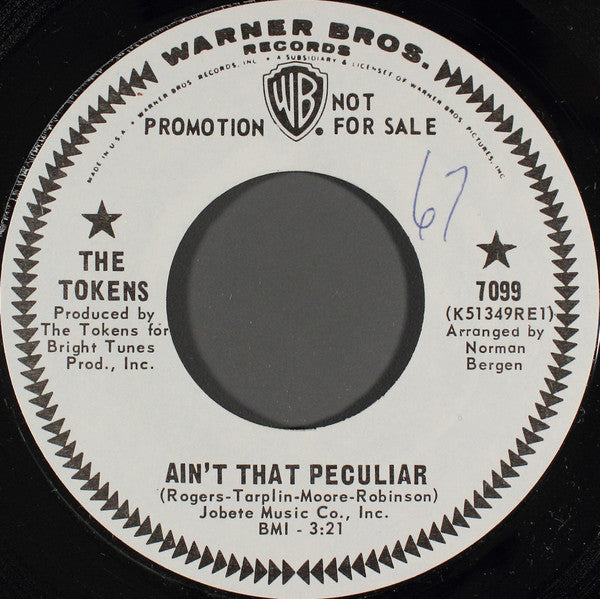 WARNER BROS.
RECORDS
MADE IN U.S.A. • WARNER BROS. RECORDS, INC. • A SUBSIDIARY & LICENSEE OF WARNER BROS. PICTURES, INC.
WB
PROMOTION
NOT
FOR SALE
67
THE
TOKENS
Produced by
The Tokens for
Bright Tunes
Prod., Inc.
7099
(K51349RE1)
Arranged by
Norman
Bergen
AIN'T THAT PECULIAR
(Rogers-Tarplin-Moore-Robinson)
Jobete Music Co., Inc.
BMI - 3:21